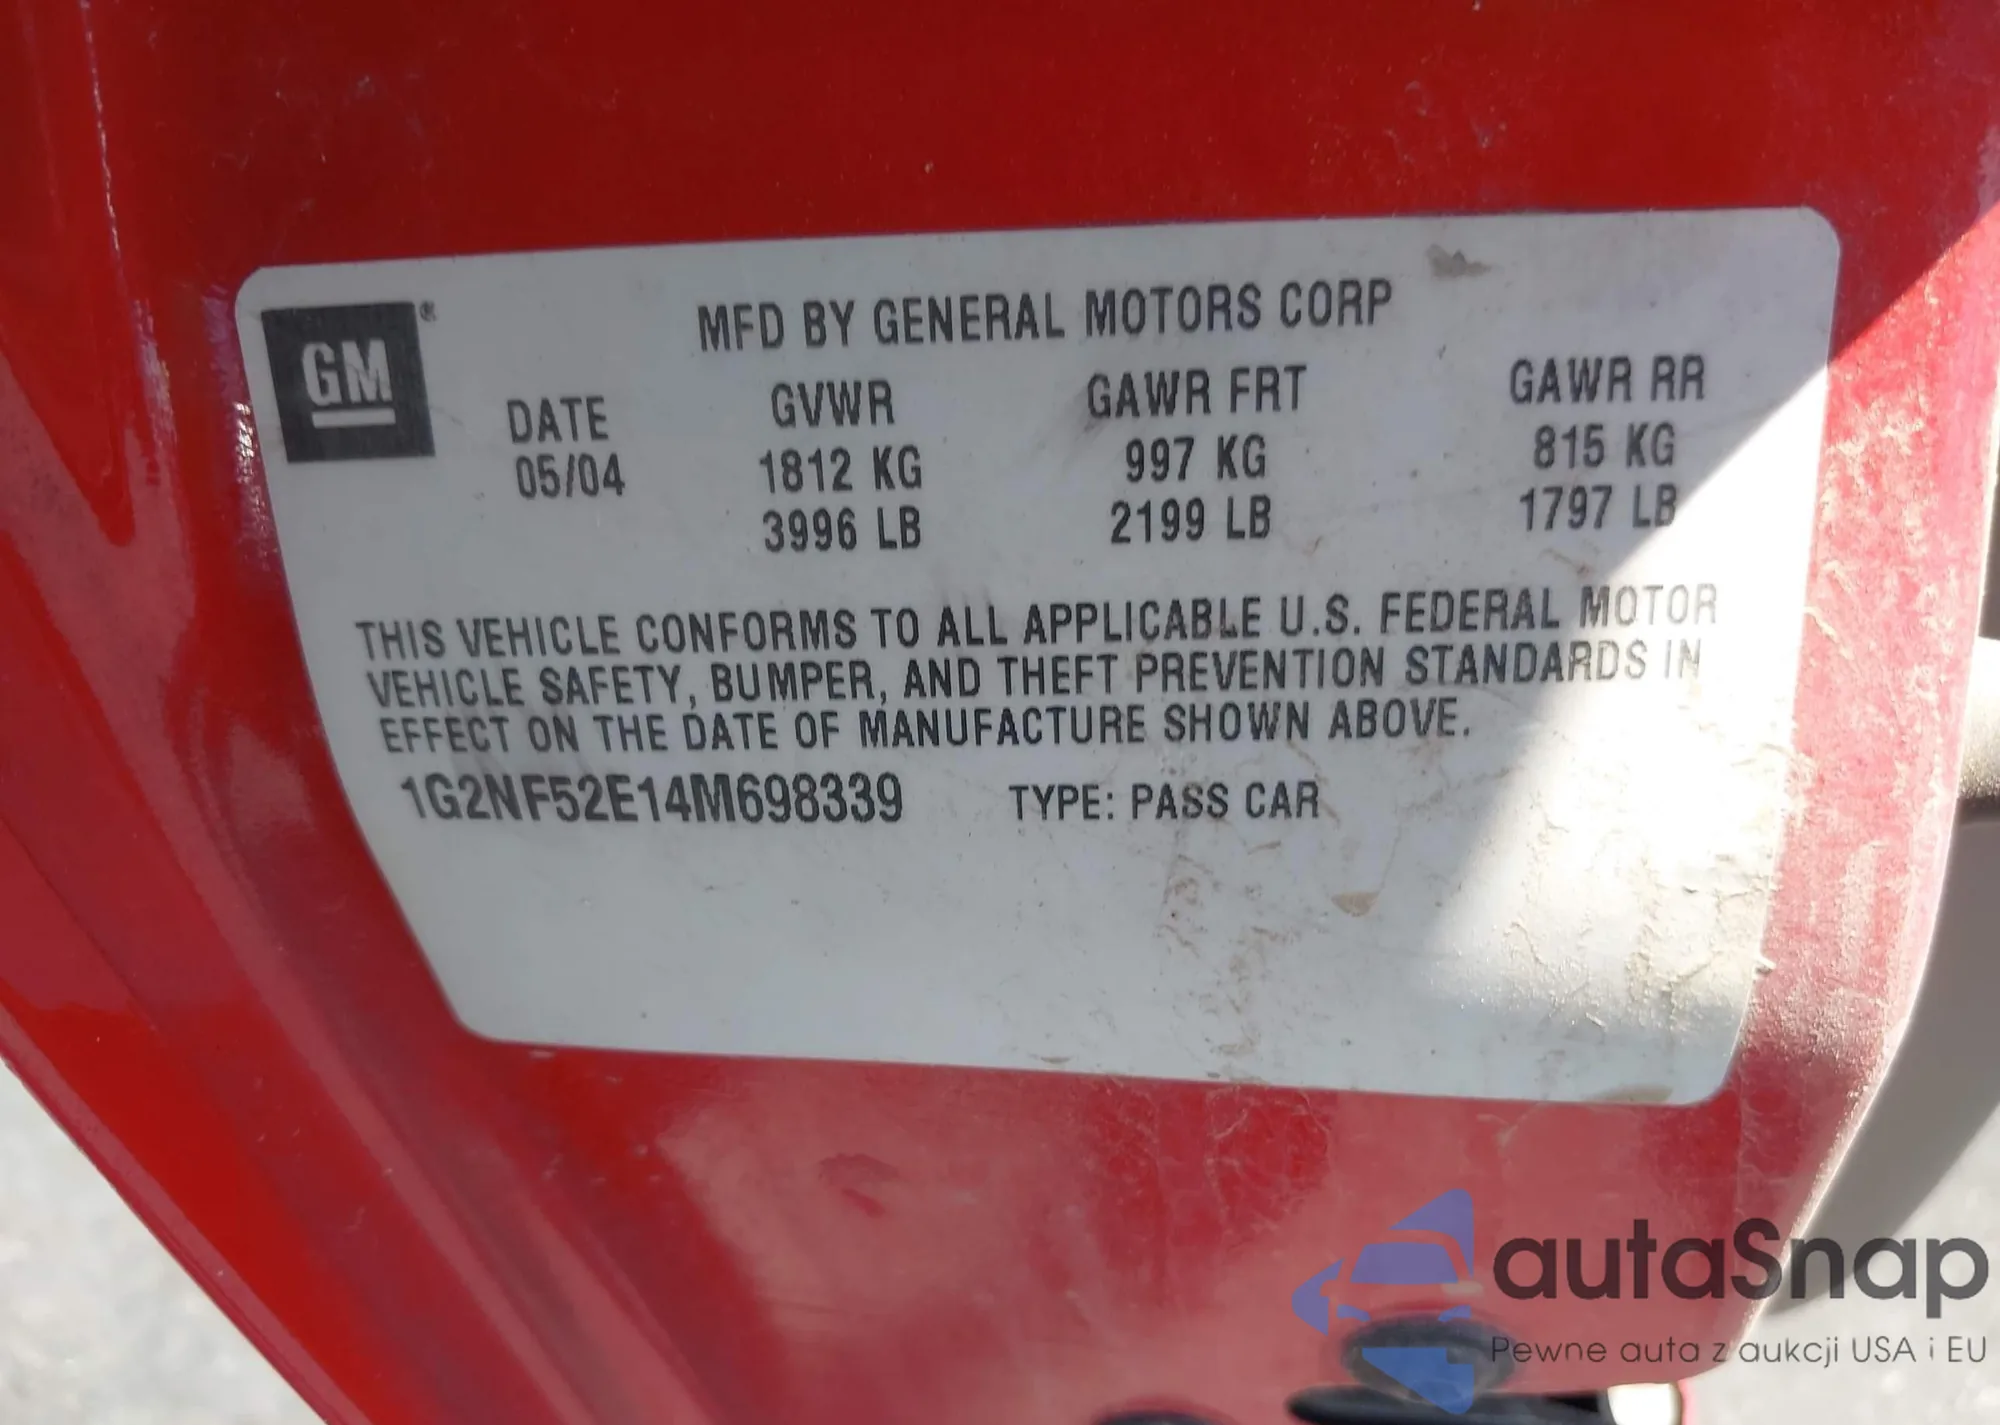 GM®
MFD BY GENERAL MOTORS CORP
DATE GVWR GAWR FRT GAWR RR
05/04 1812 KG 997 KG 815 KG
3996 LB 2199 LB 1797 LB
THIS VEHICLE CONFORMS TO ALL APPLICABLE U.S. FEDERAL MOTOR
VEHICLE SAFETY, BUMPER, AND THEFT PREVENTION STANDARDS IN
EFFECT ON THE DATE OF MANUFACTURE SHOWN ABOVE.
1G2NF52E14M698339 TYPE: PASS CAR
autaSnap
Pewne auta z aukcji USA i EU